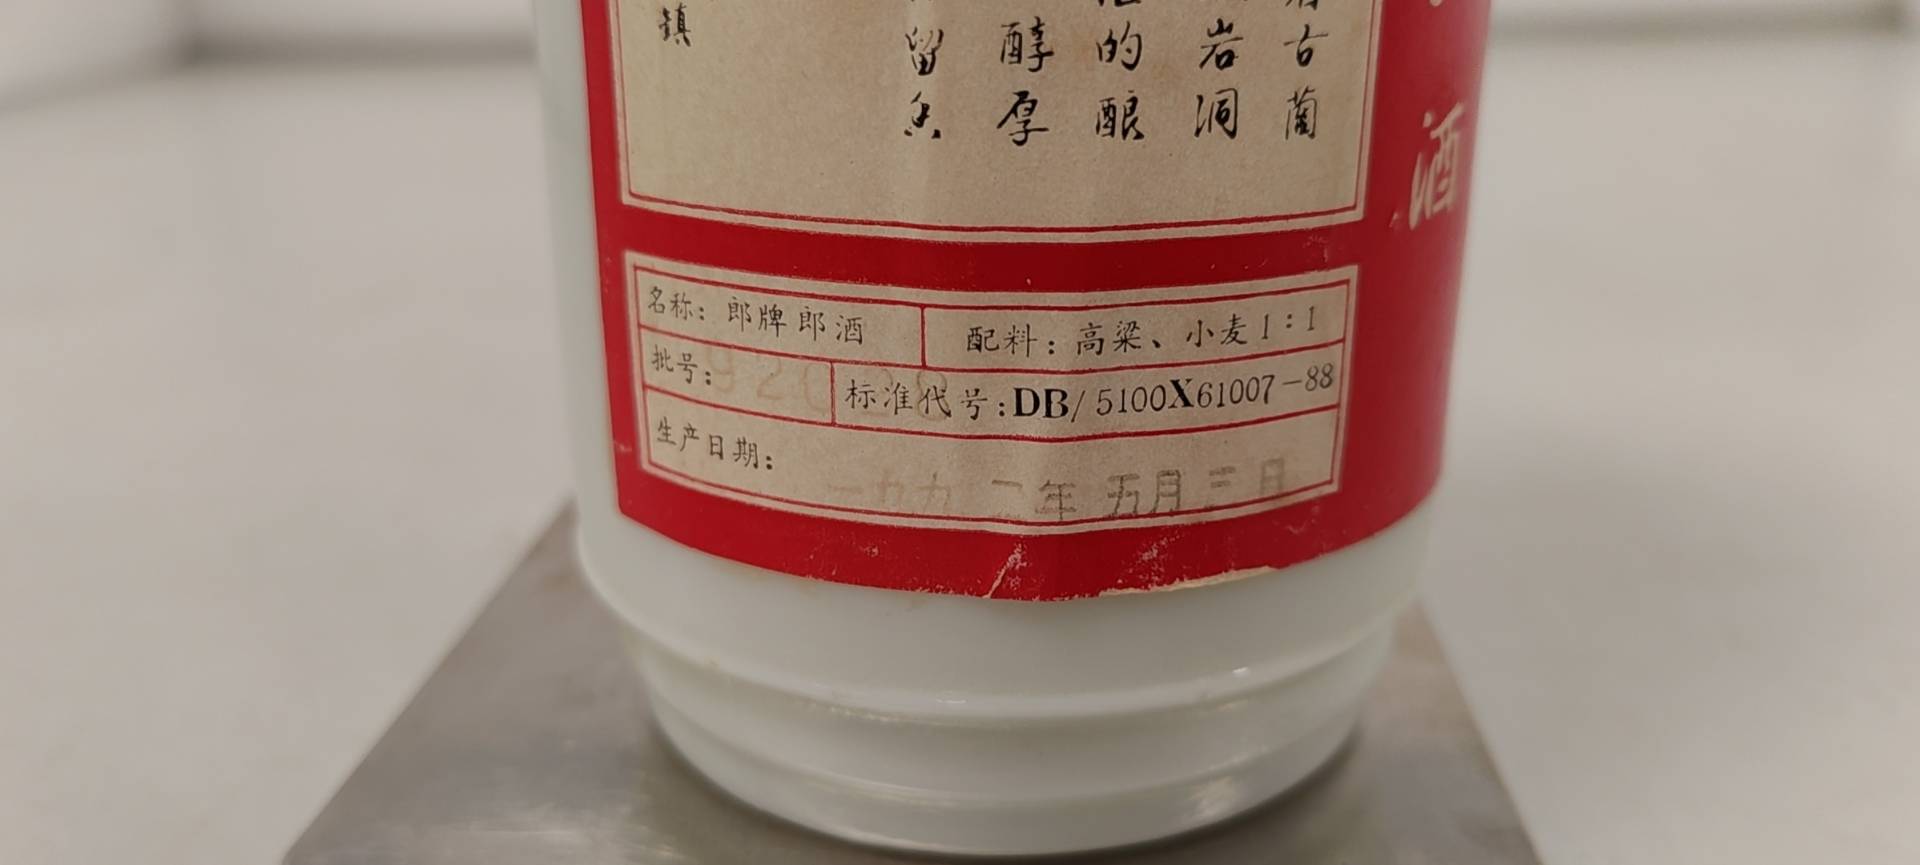 古蔺
岩洞
的酿
醇厚
留香
镇
酒
名称：郎牌郎酒
配料：高粱、小麦1：1
批号：92028
标准代号：DB/5100X61007-88
生产日期：
一九九二年五月三日